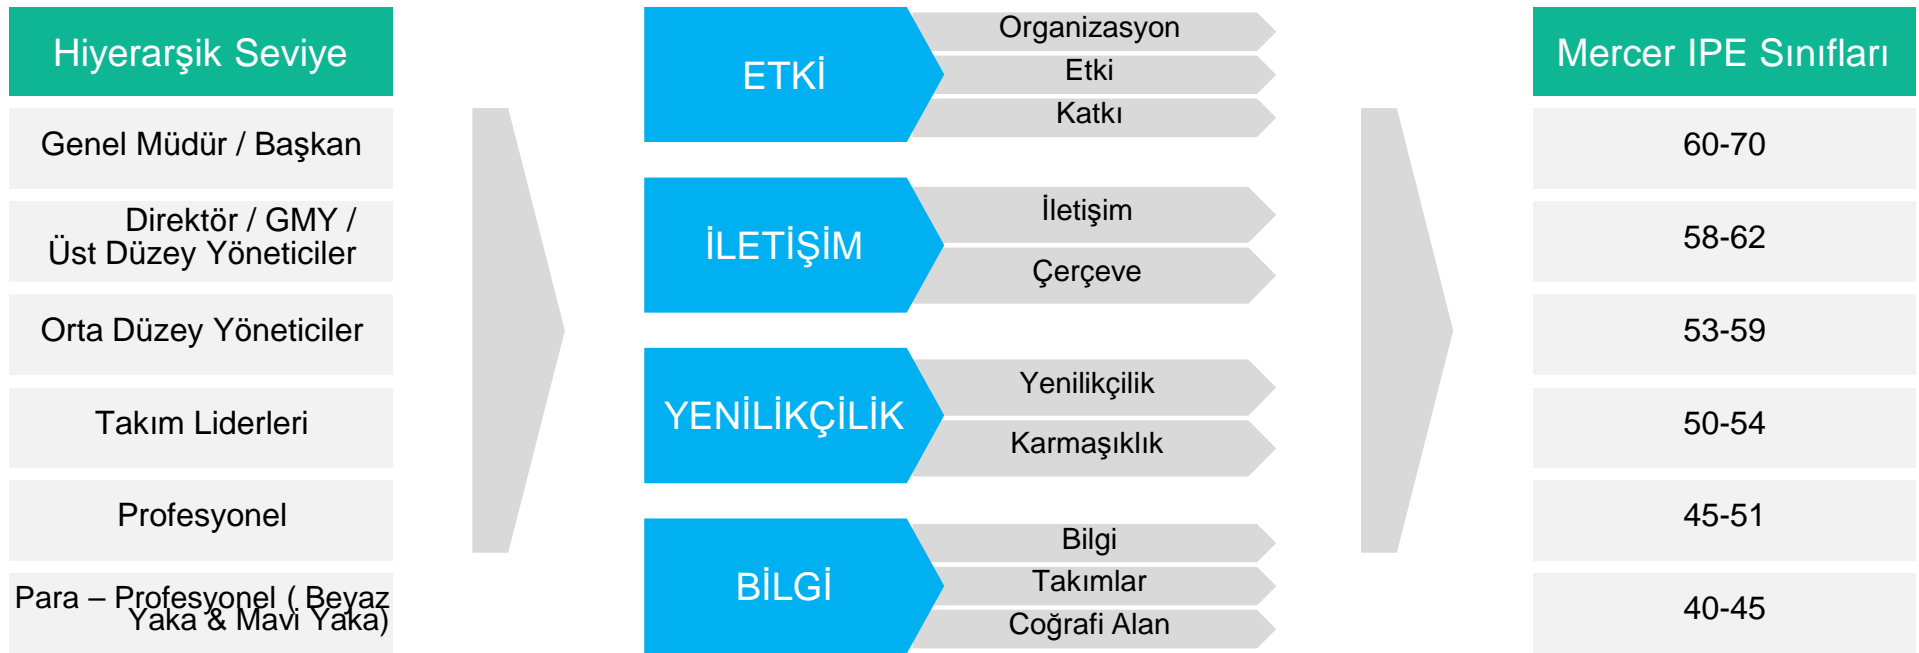 Hiyerarşik Seviye
Genel Müdür / Başkan
Direktör / GMY /
Üst Düzey Yöneticiler
Orta Düzey Yöneticiler
Takım Liderleri
Profesyonel
Para – Profesyonel ( Beyaz
Yaka & Mavi Yaka)
ETKİ
Organizasyon
Etki
Katkı
İLETİŞİM
İletişim
Çerçeve
YENİLİKÇİLİK
Yenilikçilik
Karmaşıklık
BİLGİ
Bilgi
Takımlar
Coğrafi Alan
Mercer IPE Sınıfları
60-70
58-62
53-59
50-54
45-51
40-45